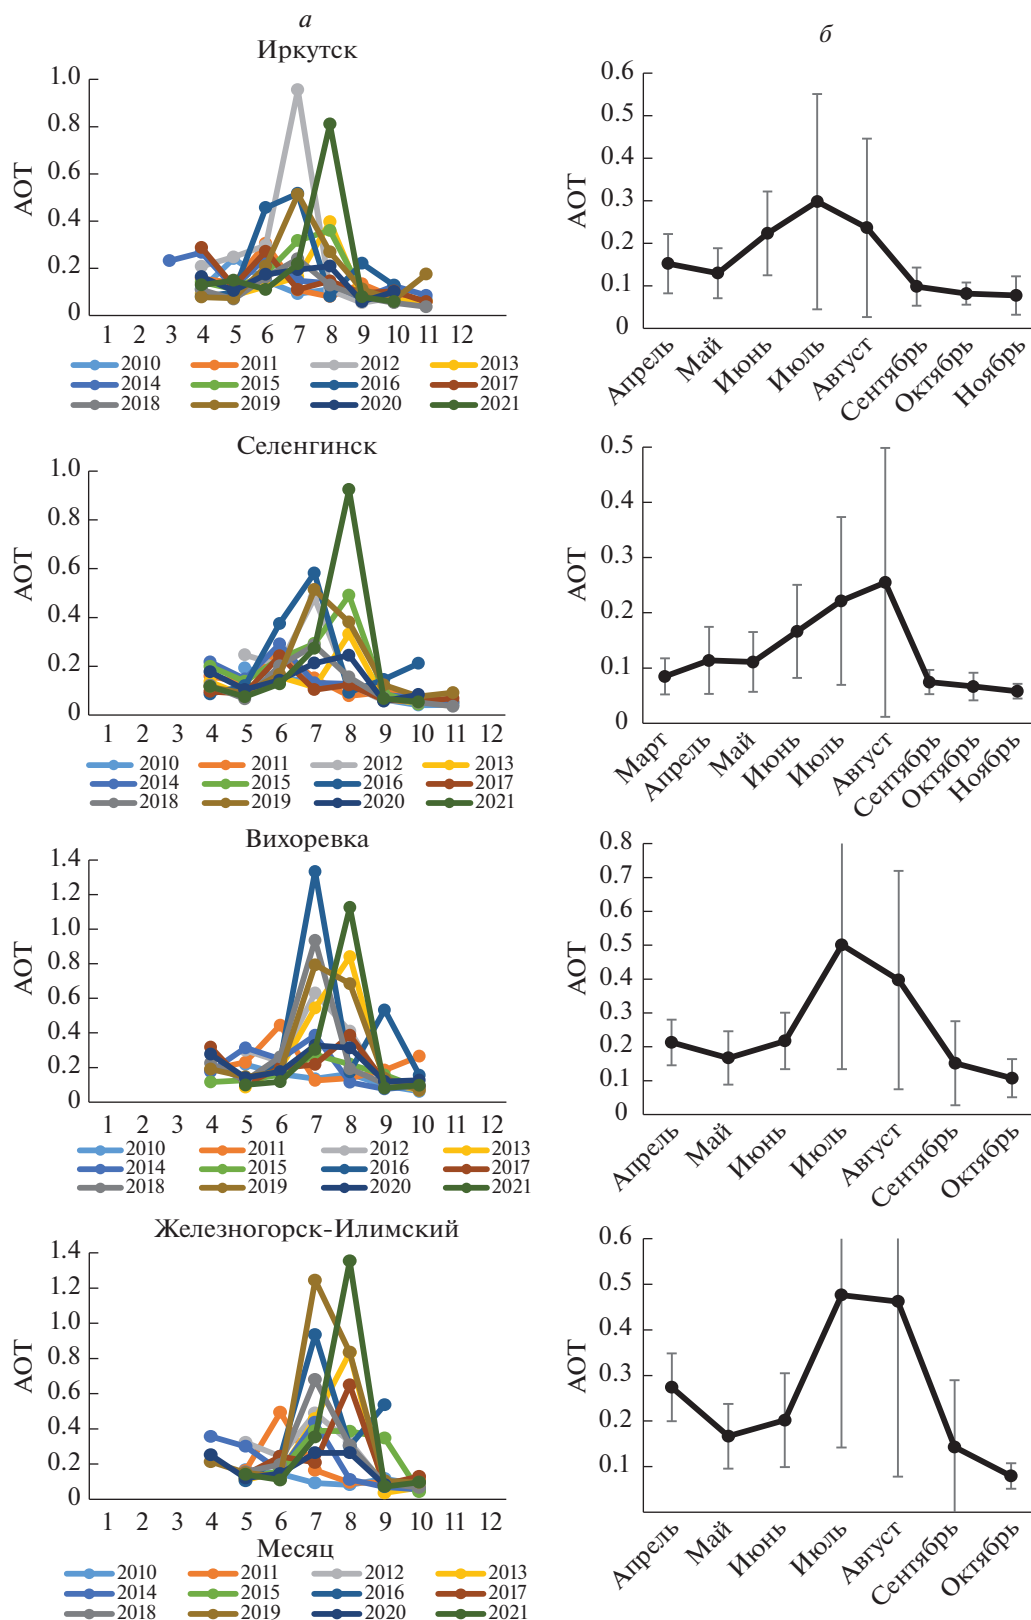 а
Иркутск
АОТ
1.0
0.8
0.6
0.4
0.2
0
1 2 3 4 5 6 7 8 9 10 11 12
2010 2011 2012 2013
2014 2015 2016 2017
2018 2019 2020 2021
б
АОТ
0.6
0.5
0.4
0.3
0.2
0.1
0
Апрель Май Июнь Июль Август Сентябрь Октябрь Ноябрь
Селенгинск
АОТ
1.0
0.8
0.6
0.4
0.2
0
1 2 3 4 5 6 7 8 9 10 11 12
2010 2011 2012 2013
2014 2015 2016 2017
2018 2019 2020 2021
АОТ
0.5
0.4
0.3
0.2
0.1
0
Март Апрель Май Июнь Июль Август Сентябрь Октябрь Ноябрь
Вихоревка
АОТ
1.4
1.2
1.0
0.8
0.6
0.4
0.2
0
1 2 3 4 5 6 7 8 9 10 11 12
2010 2011 2012 2013
2014 2015 2016 2017
2018 2019 2020 2021
АОТ
0.8
0.7
0.6
0.5
0.4
0.3
0.2
0.1
0
Апрель Май Июнь Июль Август Сентябрь Октябрь
Железногорск-Илимский
АОТ
1.4
1.2
1.0
0.8
0.6
0.4
0.2
0
1 2 3 4 5 6 7 8 9 10 11 12
Месяц
2010 2011 2012 2013
2014 2015 2016 2017
2018 2019 2020 2021
АОТ
0.6
0.5
0.4
0.3
0.2
0.1
Апрель Май Июнь Июль Август Сентябрь Октябрь